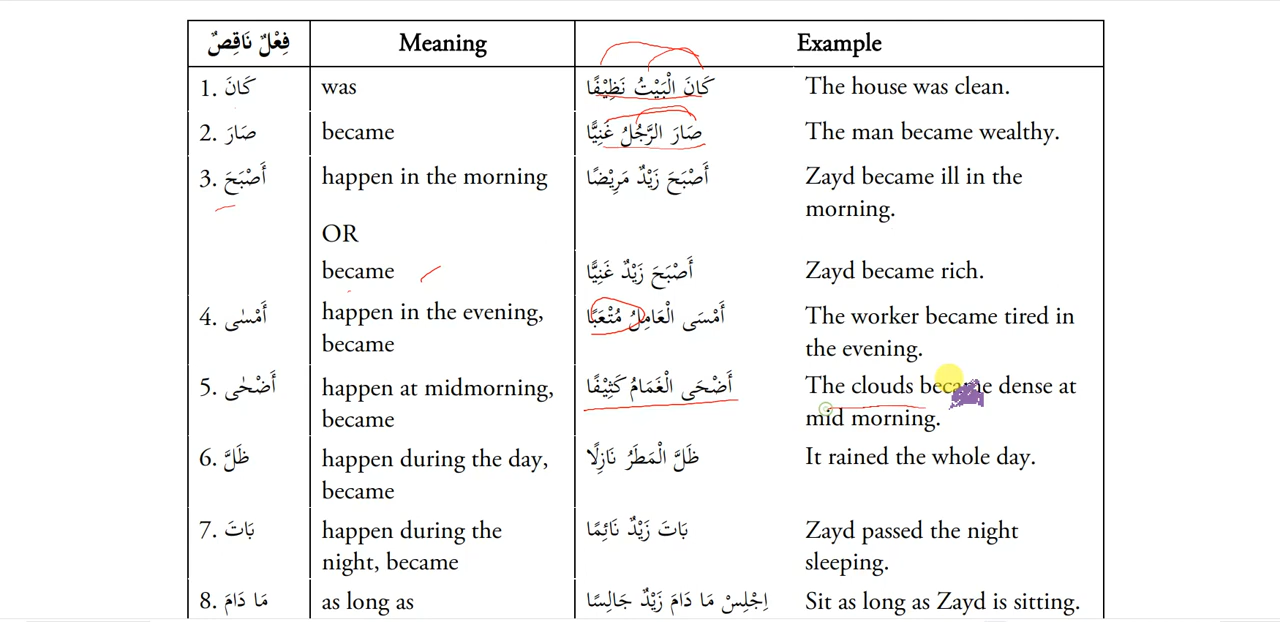 فِعْلٌ نَاقِصٌ Meaning Example
1. كَانَ was كَانَ الْبَيْتُ نَظِيْفًا The house was clean.
2. صَارَ became صَارَ الرَّجُلُ غَنِيًّا The man became wealthy.
3. أَصْبَحَ happen in the morning أَصْبَحَ زَيْدٌ مَرِيْضًا Zayd became ill in the
morning.
OR
became أَصْبَحَ زَيْدٌ غَنِيًّا Zayd became rich.
4. أَمْسٰى happen in the evening, أَمْسَى الْعَامِلُ مُتْعَبًا The worker became tired in
became the evening.
5. أَضْحٰى happen at midmorning, أَضْحَى الْغَمَامُ كَثِيْفًا The clouds became dense at
became mid morning.
6. ظَلَّ happen during the day, ظَلَّ الْمَطَرُ نَازِلًا It rained the whole day.
became
7. بَاتَ happen during the بَاتَ زَيْدٌ نَائِمًا Zayd passed the night
night, became sleeping.
8. مَا دَامَ as long as اِجْلِسْ مَا دَامَ زَيْدٌ جَالِسًا Sit as long as Zayd is sitting.